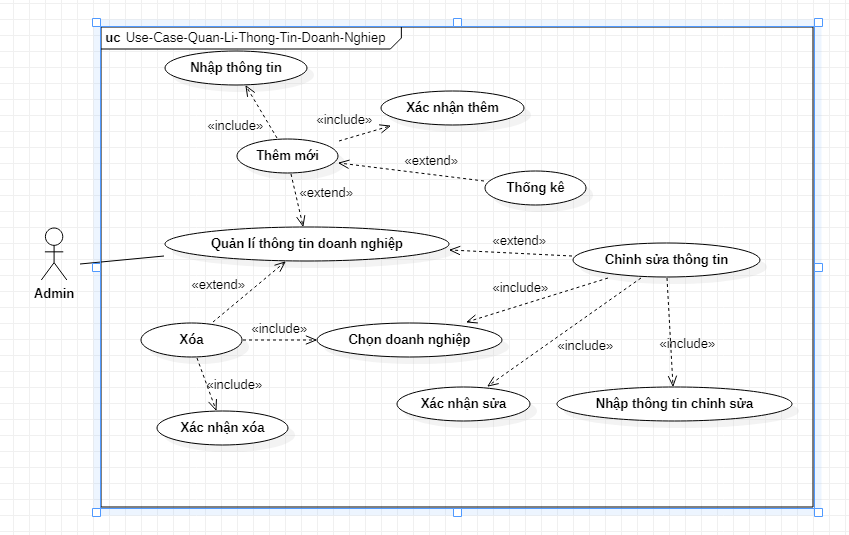 uc Use-Case-Quan-Li-Thong-Tin-Doanh-Nghiep
Nhập thông tin
Xác nhận thêm
«include»
«include»
Thêm mới
«extend»
Thống kê
«extend»
Quản lí thông tin doanh nghiệp
«extend»
Chỉnh sửa thông tin
Admin
«extend»
«include»
Xóa
«include»
Chọn doanh nghiệp
«include»
«include»
«include»
Xác nhận sửa
Nhập thông tin chỉnh sửa
Xác nhận xóa